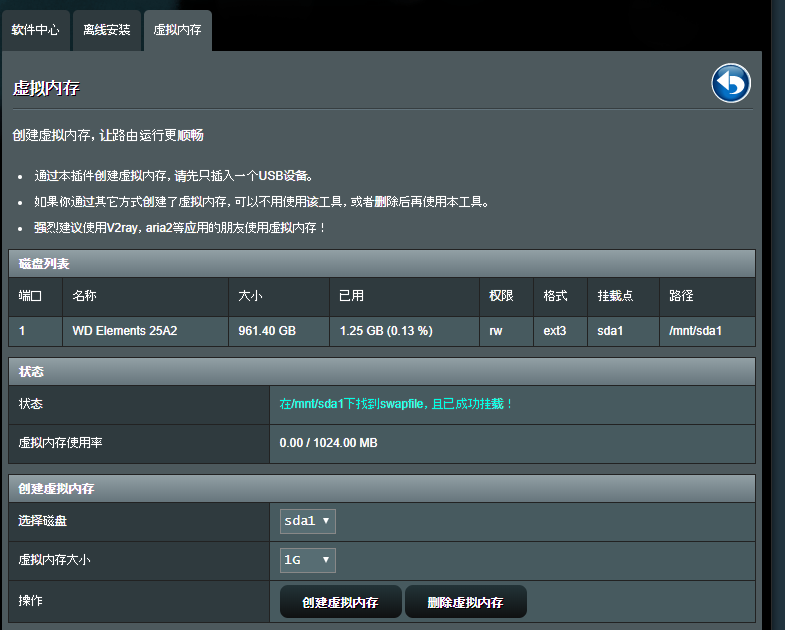 软件中心 离线安装 虚拟内存
虚拟内存
创建虚拟内存，让路由运行更顺畅
通过本插件创建虚拟内存，请先只插入一个USB设备。
如果你通过其它方式创建了虚拟内存，可以不用使用该工具，或者删除后再使用本工具。
强烈建议使用V2ray，aria2等应用的朋友使用虚拟内存！
磁盘列表
端口 名称 大小 已用 权限 格式 挂载点 路径
1 WD Elements 25A2 961.40 GB 1.25 GB (0.13 %) rw ext3 sda1 /mnt/sda1
状态
状态 在/mnt/sda1下找到swapfile，且已成功挂载！
虚拟内存使用率 0.00 / 1024.00 MB
创建虚拟内存
选择磁盘 sda1
虚拟内存大小 1G
操作 创建虚拟内存 删除虚拟内存